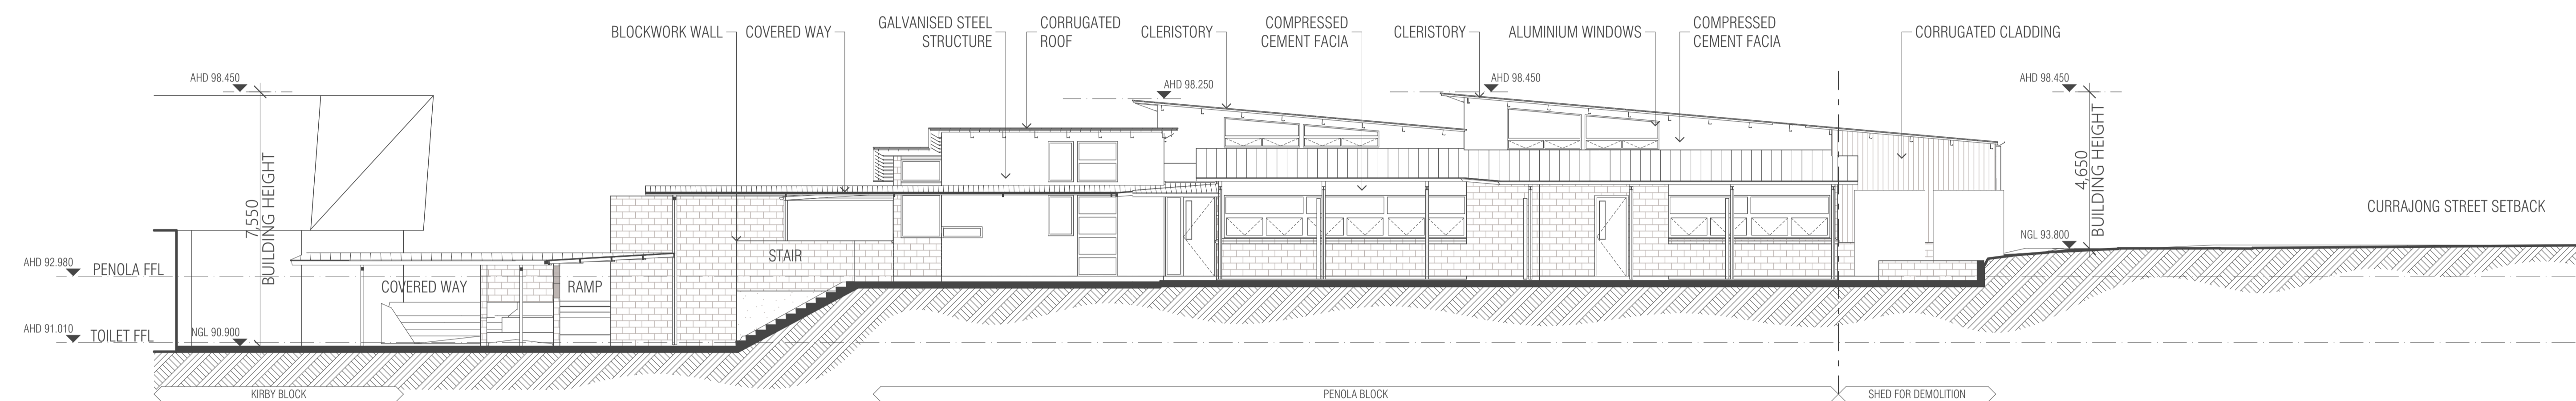 BLOCKWORK WALL
COVERED WAY
GALVANISED STEEL
STRUCTURE
CORRUGATED
ROOF
CLERISTORY
COMPRESSED
CEMENT FACIA
CLERISTORY
ALUMINIUM WINDOWS
COMPRESSED
CEMENT FACIA
CORRUGATED CLADDING
AHD 98.450
AHD 98.250
AHD 98.450
AHD 98.450
7,550
BUILDING HEIGHT
4,650
BUILDING HEIGHT
CURRAJONG STREET SETBACK
NGL 93.800
AHD 92.980
PENOLA FFL
STAIR
COVERED WAY
RAMP
AHD 91.010
TOILET FFL
NGL 90.900
KIRBY BLOCK
PENOLA BLOCK
SHED FOR DEMOLITION